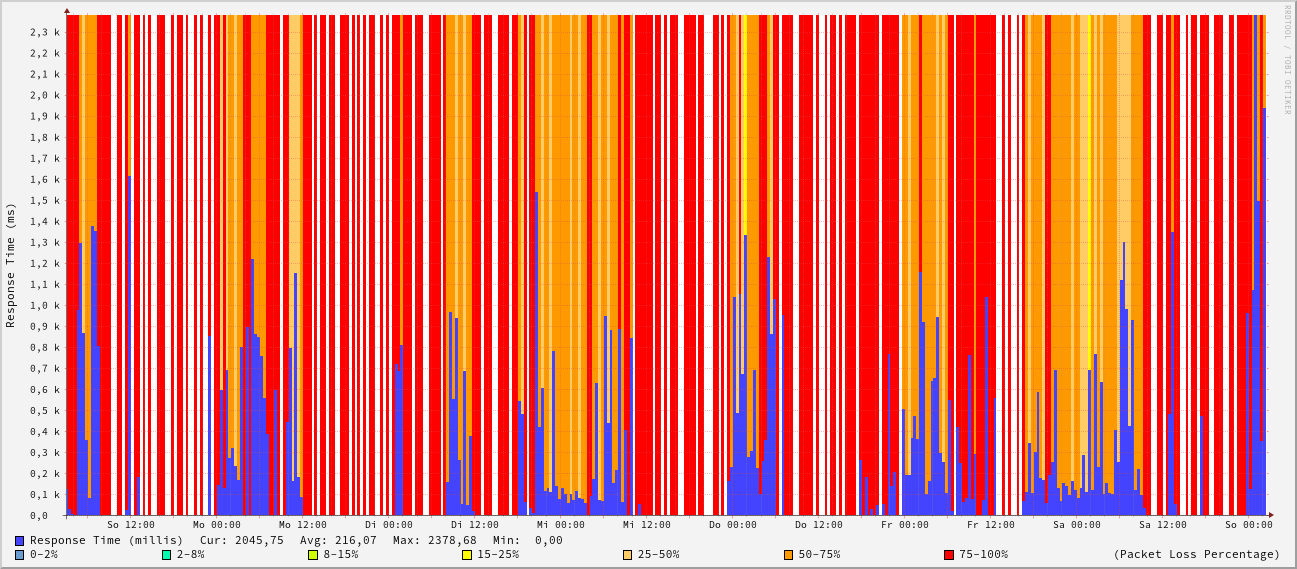 RRDTOOL / TOBI OETIKER
Response Time (ms)
2,3 k
2,2 k
2,1 k
2,0 k
1,9 k
1,8 k
1,7 k
1,6 k
1,5 k
1,4 k
1,3 k
1,2 k
1,1 k
1,0 k
0,9 k
0,8 k
0,7 k
0,6 k
0,5 k
0,4 k
0,3 k
0,2 k
0,1 k
0,0
So 12:00 Mo 00:00 Mo 12:00 Di 00:00 Di 12:00 Mi 00:00 Mi 12:00 Do 00:00 Do 12:00 Fr 00:00 Fr 12:00 Sa 00:00 Sa 12:00 So 00:00
Response Time (millis) Cur: 2045,75 Avg: 216,07 Max: 2378,68 Min: 0,00
0-2% 2-8% 8-15% 15-25% 25-50% 50-75% 75-100% (Packet Loss Percentage)